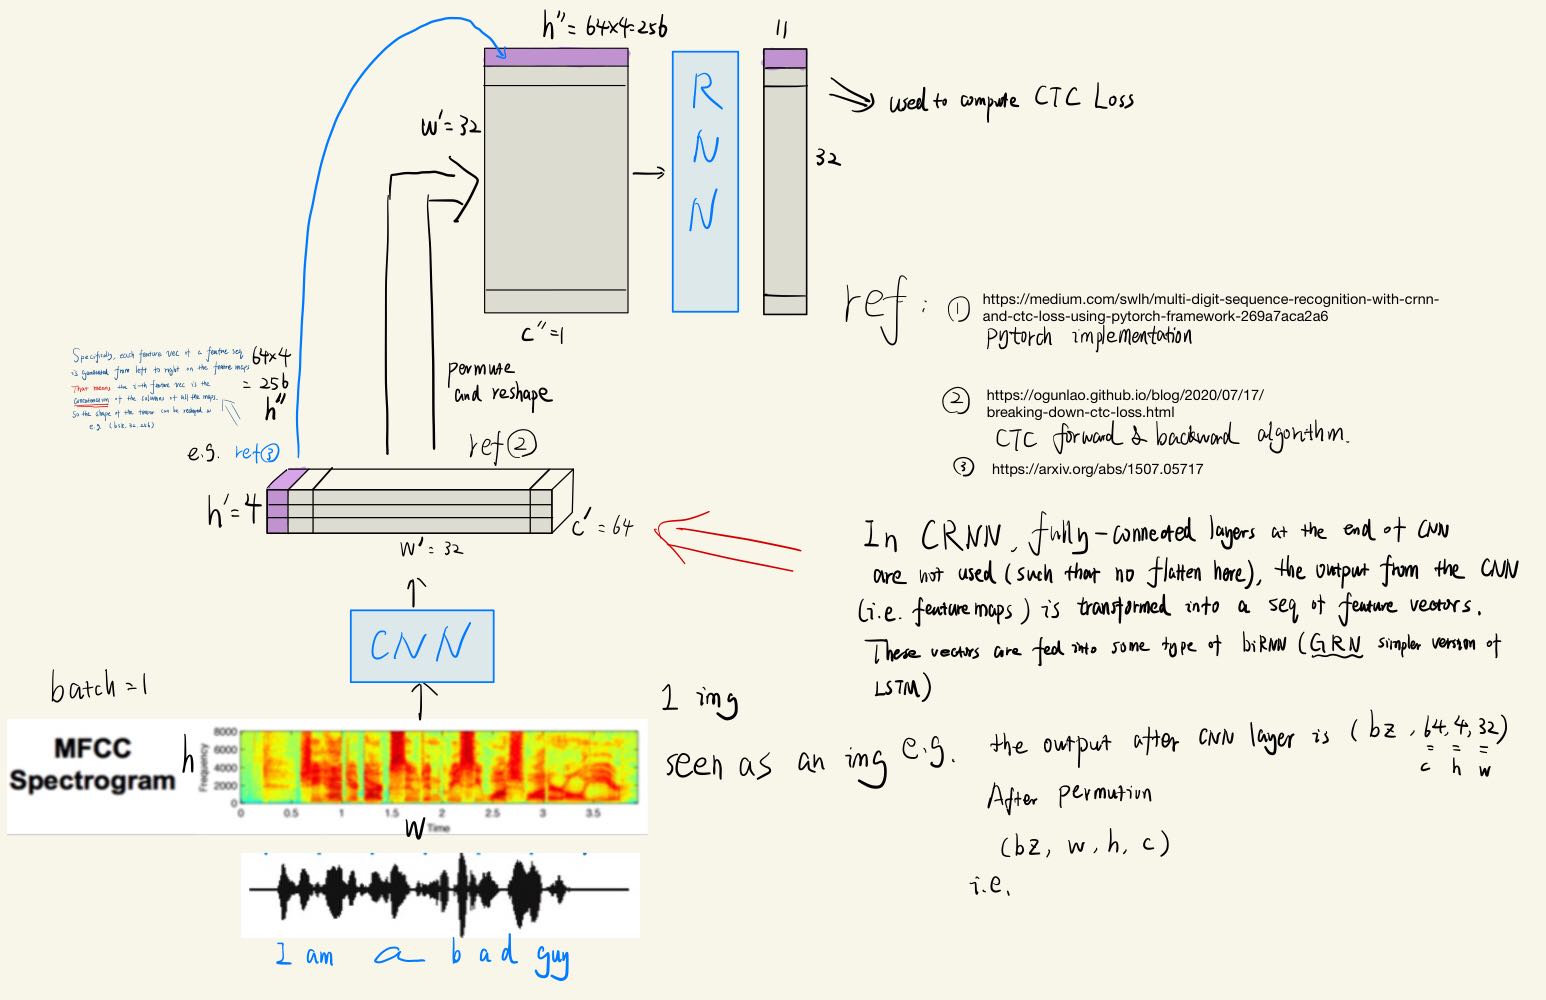 h'' = 64x4=256
11
RNN
w' = 32
32
c'' = 1
used to compute CTC Loss
permute
and reshape
ref :
①
https://medium.com/swlh/multi-digit-sequence-recognition-with-crnn-
and-ctc-loss-using-pytorch-framework-269a7aca2a6
Pytorch implementation
②
https://ogunlao.github.io/blog/2020/07/17/
breaking-down-ctc-loss.html
CTC forward & backward algorithm.
③
https://arxiv.org/abs/1507.05717
Specifically, each feature vec of a feature seq
is generated from left to right on the feature maps
That means the i-th feature vec is the
concatenation of the columns of all the maps.
So the shape of the tensor can be reshaped as
e.g. (bsz, 32, 256)
64x4
= 256
h''
e.g. ref③
ref②
h' = 4
w' = 32
c' = 64
CNN
In CRNN, fully-connected layers at the end of CNN
are not used (such that no flatten here), the output from the CNN
(i.e. feature maps) is transformed into a seq of feature vectors.
These vectors are fed into some type of biRNN (GRN simpler version of
LSTM)
batch = 1
MFCC
Spectrogram
h
Frequency
8000
6000
4000
2000
0
0 0.5 1 1.5 2 2.5 3 3.5
W
Time
1 img
seen as an img e.g.
the output after CNN layer is (bz, 64, 4, 32)
= = =
c h w
After permution
(bz, w, h, c)
i.e.
I am a bad guy